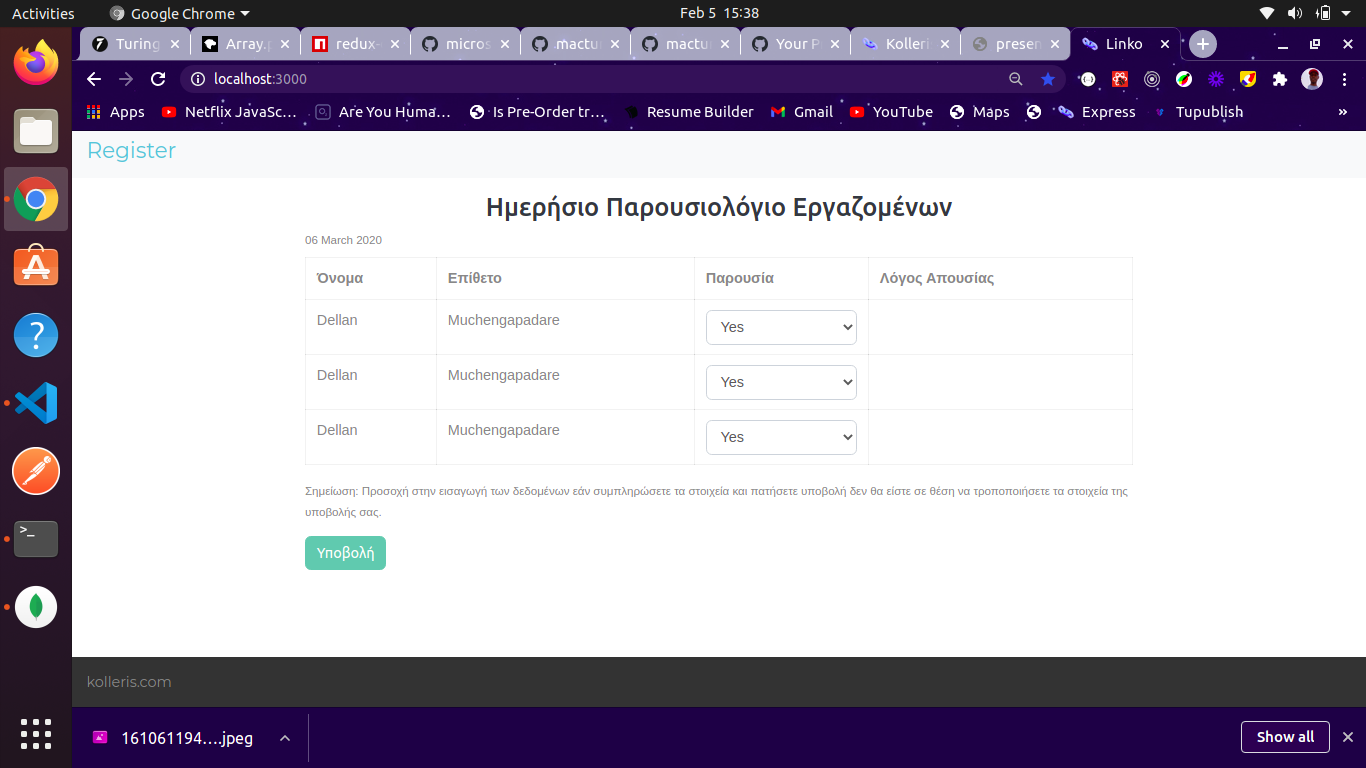 Activities Google Chrome Feb 5 15:38
Turing Array.p redux- micros mactu mactur Your P Kolleri presen Linko
localhost:3000
Apps Netflix JavaSc... Are You Huma... Is Pre-Order tr... Resume Builder Gmail YouTube Maps Express Tupublish »
Register
Ημερήσιο Παρουσιολόγιο Εργαζομένων
06 March 2020
Όνομα Επίθετο Παρουσία Λόγος Απουσίας
Dellan Muchengapadare Yes
Dellan Muchengapadare Yes
Dellan Muchengapadare Yes
Σημείωση: Προσοχή στην εισαγωγή των δεδομένων εάν συμπληρώσετε τα στοιχεία και πατήσετε υποβολή δεν θα είστε σε θέση να τροποποιήσετε τα στοιχεία της
υποβολής σας.
Υποβολή
kolleris.com
161061194....jpeg Show all